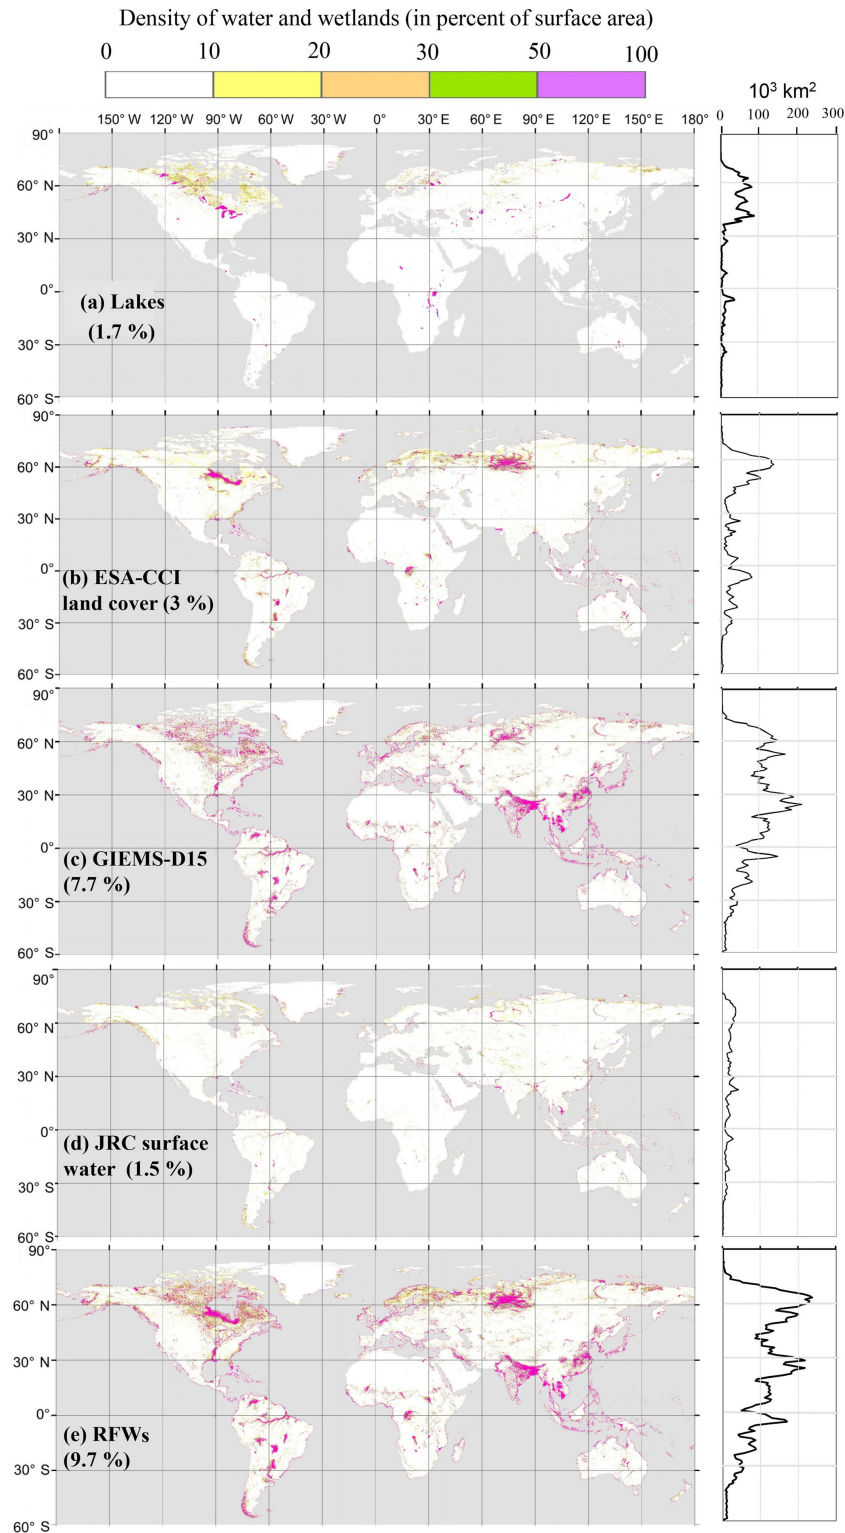 Density of water and wetlands (in percent of surface area)
0 10 20 30 50 100
10³ km²
0 100 200 300
150° W 120° W 90° W 60° W 30° W 0° 30° E 60° E 90° E 120° E 150° E 180°
90°
60° N
30° N
0°
(a) Lakes
(1.7 %)
30° S
60° S
90°
60° N
30° N
0°
(b) ESA-CCI
land cover (3 %)
30° S
60° S
90°
60° N
30° N
0°
(c) GIEMS-D15
(7.7 %)
30° S
60° S
90°
60° N
30° N
0°
(d) JRC surface
water (1.5 %)
30° S
60° S
90°
60° N
30° N
0°
(e) RFWs
(9.7 %)
30° S
60° S